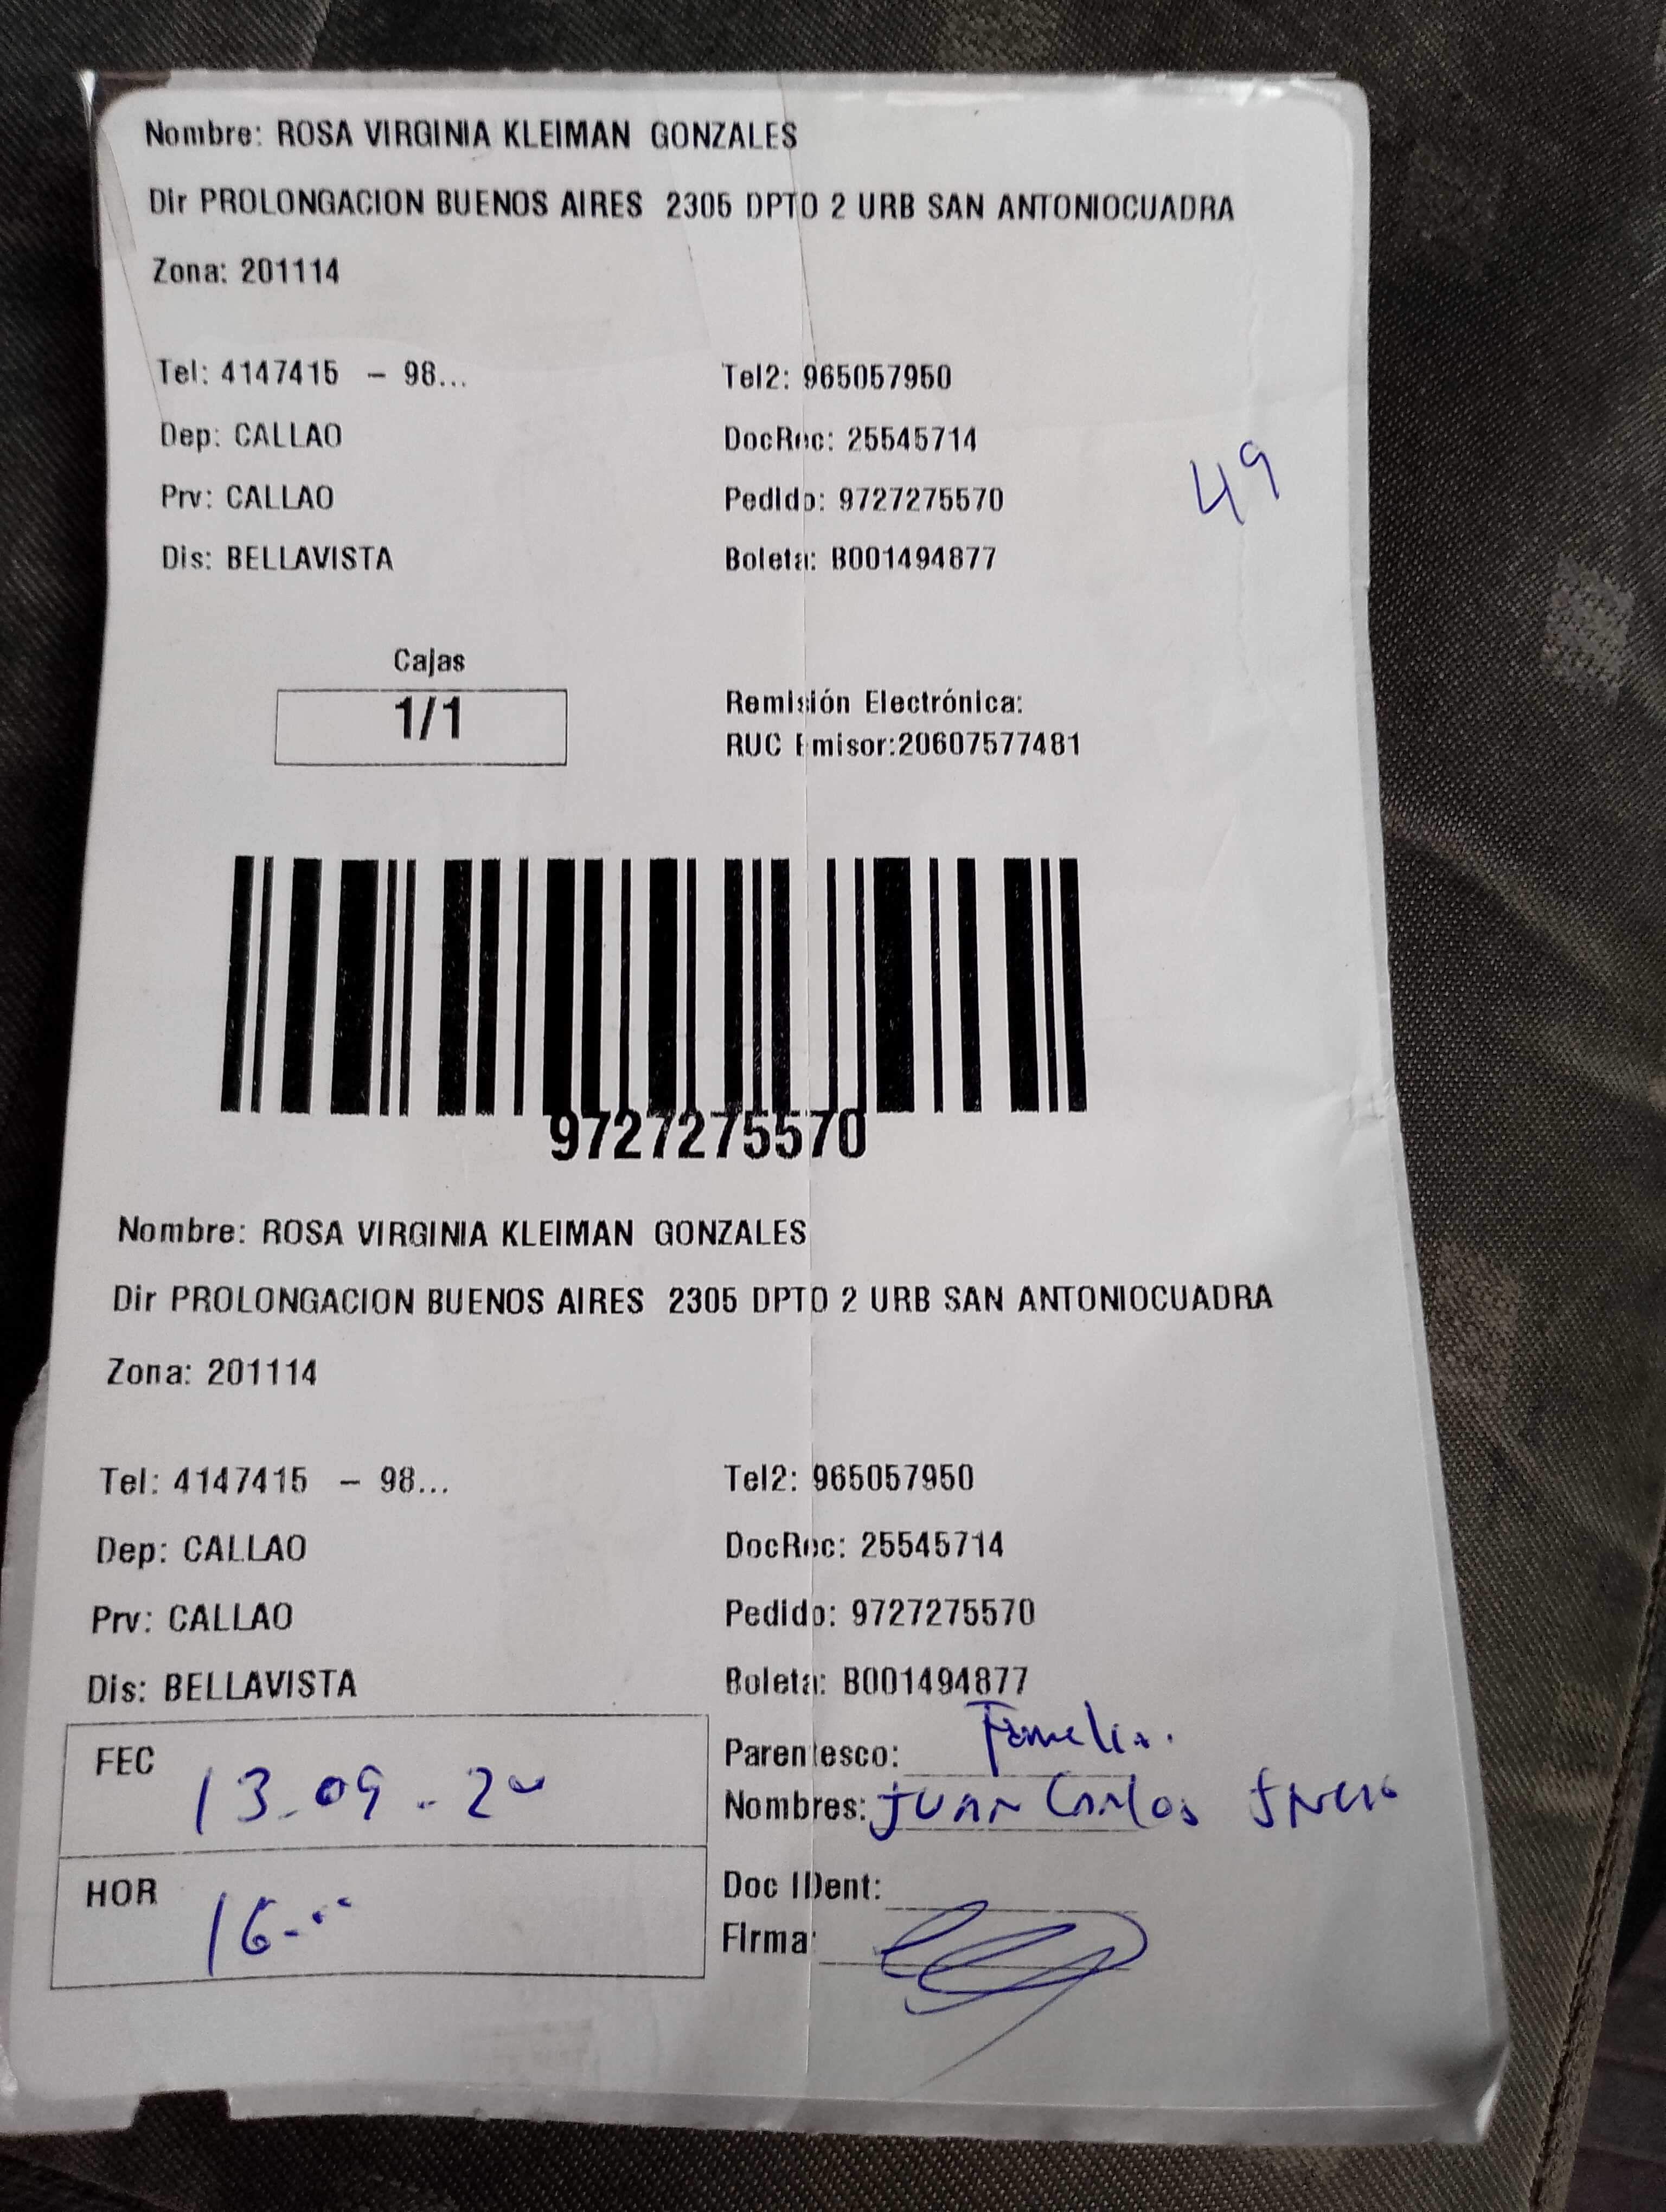 Nombre: ROSA VIRGINIA KLEIMAN GONZALES
Dir PROLONGACION BUENOS AIRES 2305 DPTO 2 URB SAN ANTONIOCUADRA
Zona: 201114
Tel: 4147415 - 98... Tel2: 965057950
Dep: CALLAO DocRec: 25545714
Prv: CALLAO Pedido: 9727275570
49
Dis: BELLAVISTA Boleta: B001494877
Cajas
1/1
Remisión Electrónica:
RUC Emisor:20607577481
9727275570
Nombre: ROSA VIRGINIA KLEIMAN GONZALES
Dir PROLONGACION BUENOS AIRES 2305 DPTO 2 URB SAN ANTONIOCUADRA
Zona: 201114
Tel: 4147415 - 98... Tel2: 965057950
Dep: CALLAO DocRec: 25545714
Prv: CALLAO Pedido: 9727275570
Dis: BELLAVISTA Boleta: B001494877
FEC 13-09-
Parentesco: Familia.
Nombres: Juan Carlos
HOR 16
Doc IDent:
Firma: